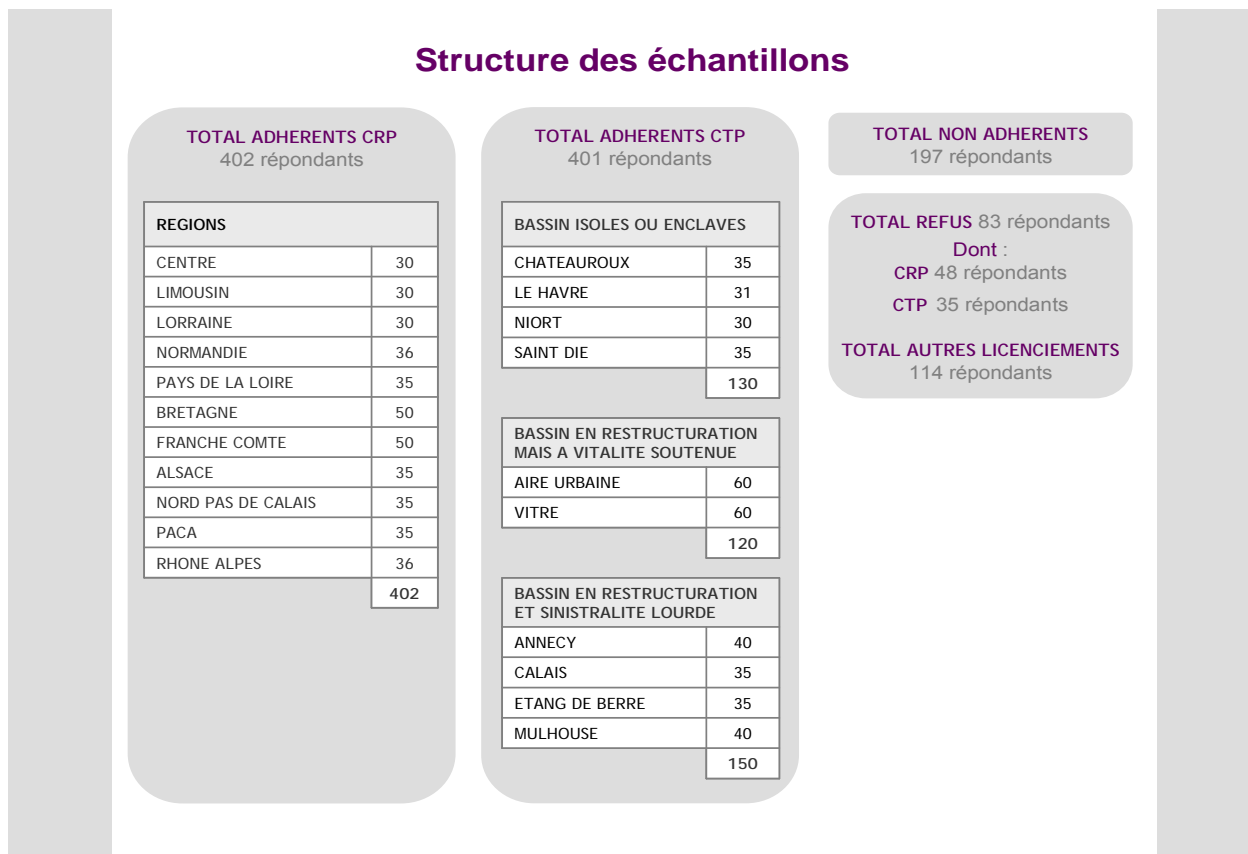 Structure des échantillons
TOTAL ADHERENTS CRP
402 répondants
REGIONS
CENTRE 30
LIMOUSIN 30
LORRAINE 30
NORMANDIE 36
PAYS DE LA LOIRE 35
BRETAGNE 50
FRANCHE COMTE 50
ALSACE 35
NORD PAS DE CALAIS 35
PACA 35
RHONE ALPES 36
402
TOTAL ADHERENTS CTP
401 répondants
BASSIN ISOLES OU ENCLAVES
CHATEAUROUX 35
LE HAVRE 31
NIORT 30
SAINT DIE 35
130
BASSIN EN RESTRUCTURATION
MAIS A VITALITE SOUTENUE
AIRE URBAINE 60
VITRE 60
120
BASSIN EN RESTRUCTURATION
ET SINISTRALITE LOURDE
ANNECY 40
CALAIS 35
ETANG DE BERRE 35
MULHOUSE 40
150
TOTAL NON ADHERENTS
197 répondants
TOTAL REFUS 83 répondants
Dont :
CRP 48 répondants
CTP 35 répondants
TOTAL AUTRES LICENCIEMENTS
114 répondants